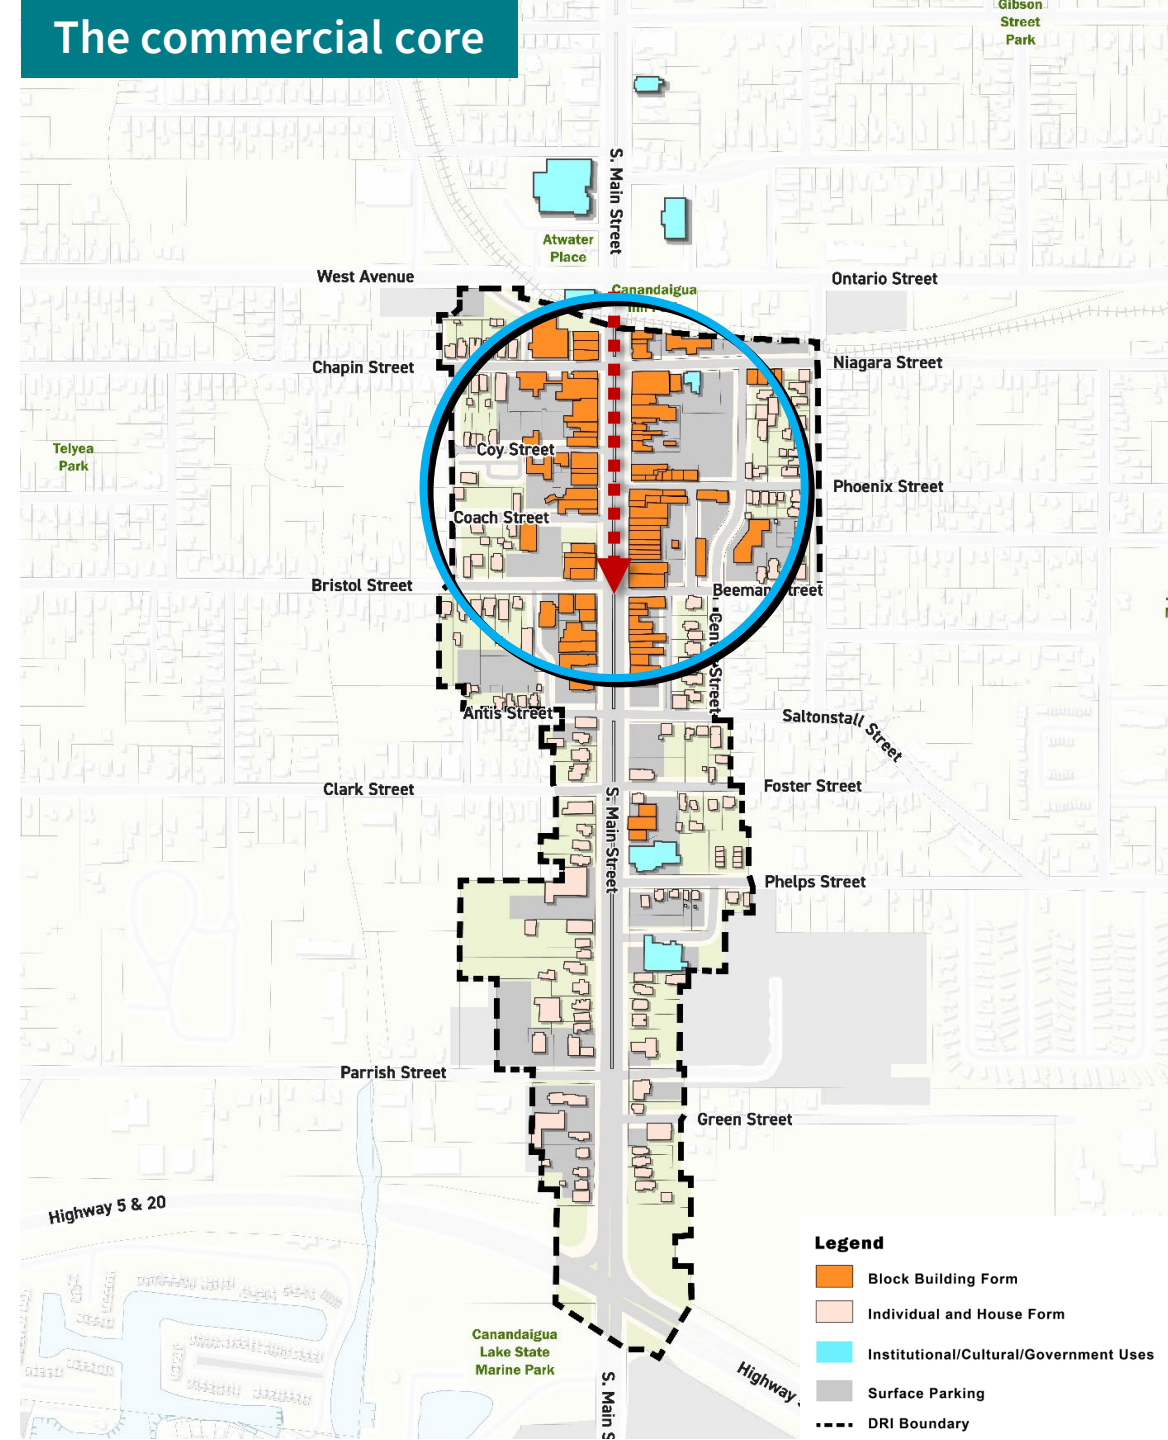 The commercial core
Gibson
Street
Park
S. Main Street
Atwater
Place
West Avenue
Ontario Street
Canandaigua
Chapin Street
Niagara Street
Telyea
Park
Coy Street
Phoenix Street
Coach Street
Bristol Street
Beeman Street
Street
Antis Street
Saltonstall Street
Clark Street
Foster Street
S. Main Street
Phelps Street
Parrish Street
Green Street
Highway 5 & 20
Canandaigua
Lake State
Marine Park
Highway
S. Main S
Legend
Block Building Form
Individual and House Form
Institutional/Cultural/Government Uses
Surface Parking
DRI Boundary